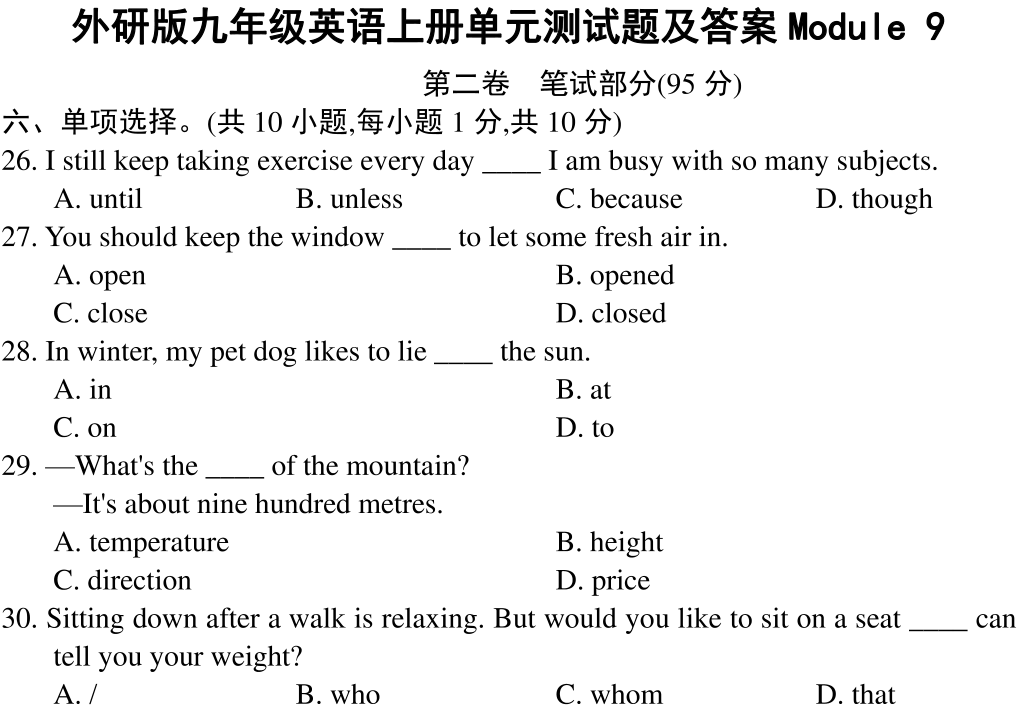 外研版九年级英语上册单元测试题及答案 Module 9
第二卷 笔试部分(95 分)
六、单项选择。(共 10 小题,每小题 1 分,共 10 分)
26. I still keep taking exercise every day ____ I am busy with so many subjects.
A. until B. unless C. because D. though
27. You should keep the window ____ to let some fresh air in.
A. open B. opened
C. close D. closed
28. In winter, my pet dog likes to lie ____ the sun.
A. in B. at
C. on D. to
29. —What's the ____ of the mountain?
—It's about nine hundred metres.
A. temperature B. height
C. direction D. price
30. Sitting down after a walk is relaxing. But would you like to sit on a seat ____ can
tell you your weight?
A. / B. who C. whom D. that